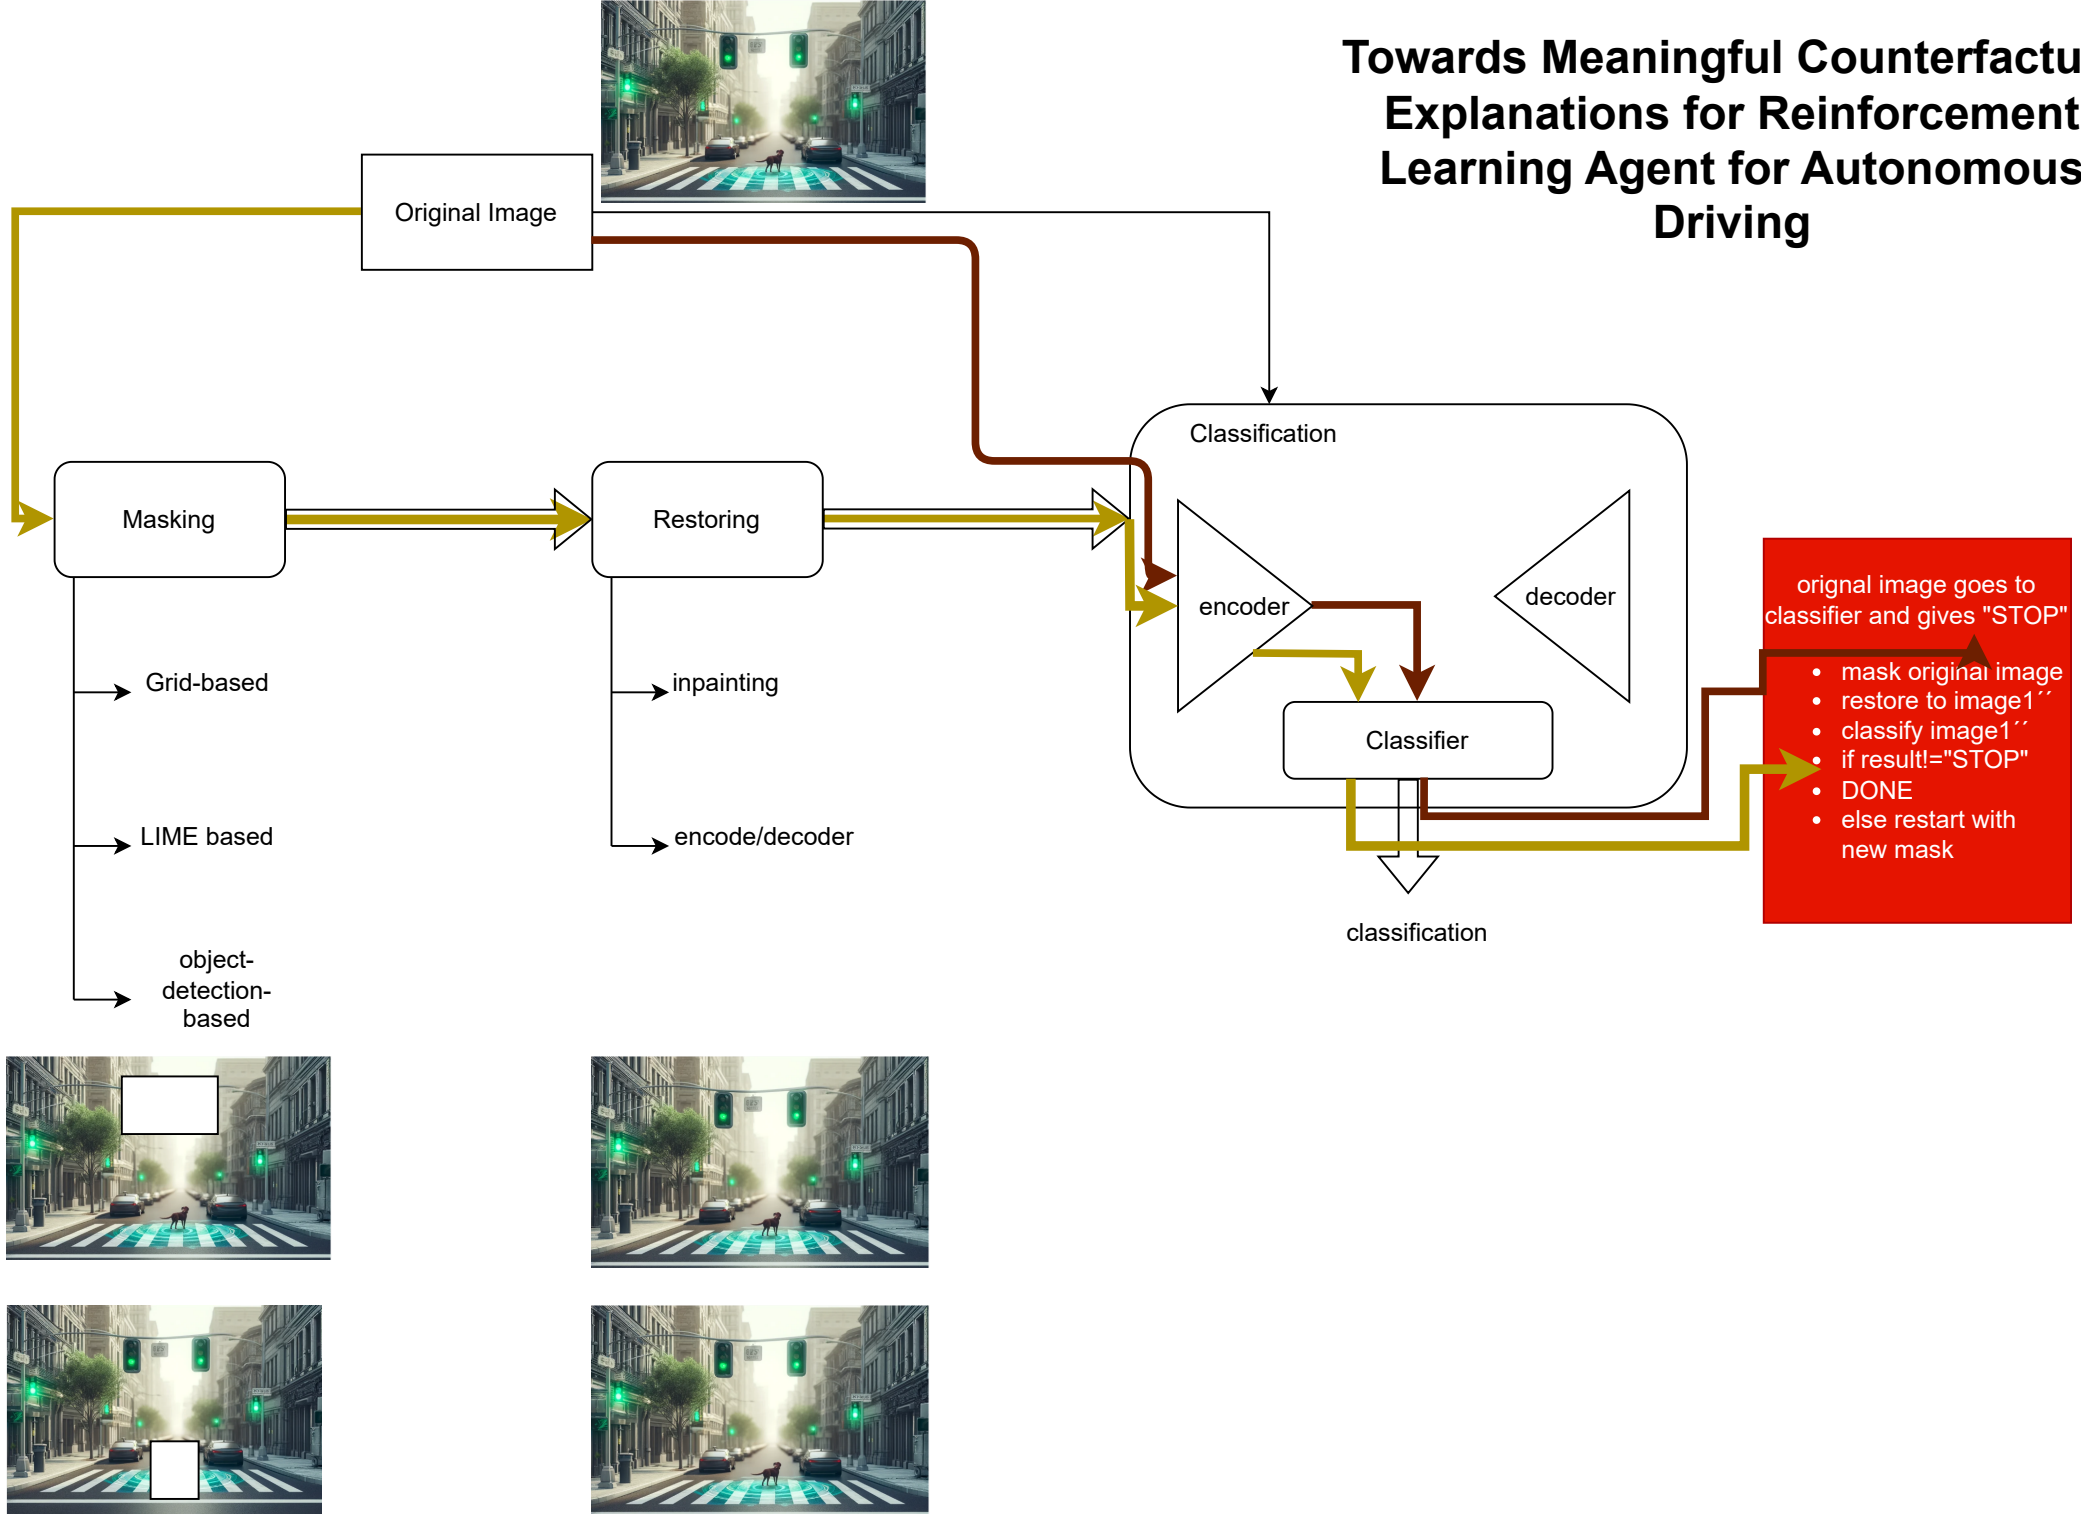 Towards Meaningful Counterfactu
Explanations for Reinforcement
Learning Agent for Autonomous
Driving
Original Image
Classification
Masking
Restoring
encoder
decoder
Classifier
classification
Grid-based
LIME based
object-
detection-
based
inpainting
encode/decoder
orignal image goes to
classifier and gives "STOP"
• mask original image
• restore to image1´´
• classify image1´´
• if result!="STOP"
• DONE
• else restart with
new mask